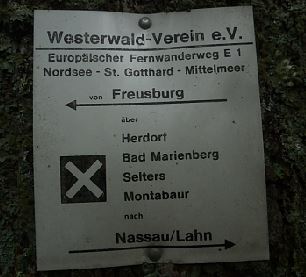 Westerwald-Verein e.V.
Europäischer Fernwanderweg E 1
Nordsee - St. Gotthard - Mittelmeer
von Freusburg
über
Herdorf
Bad Marienberg
Selters
Montabaur
nach
Nassau/Lahn